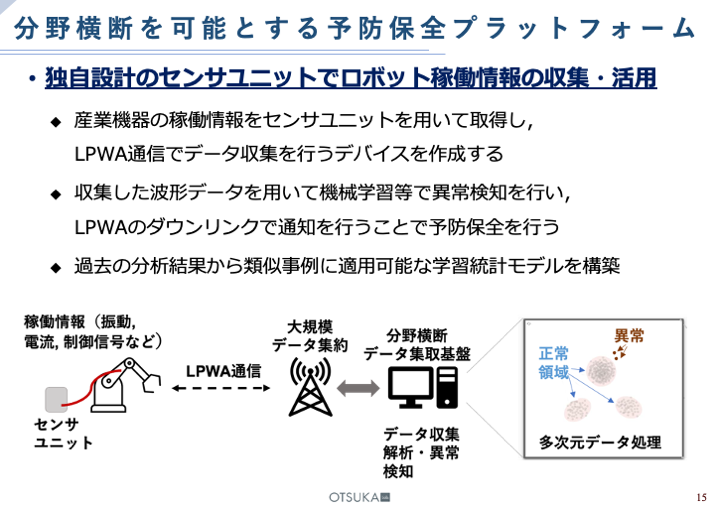 分野横断を可能とする予防保全プラットフォーム
・独自設計のセンサユニットでロボット稼働情報の収集・活用
◆ 産業機器の稼働情報をセンサユニットを用いて取得し,
LPWA通信でデータ収集を行うデバイスを作成する
◆ 収集した波形データを用いて機械学習等で異常検知を行い,
LPWAのダウンリンクで通知を行うことで予防保全を行う
◆ 過去の分析結果から類似事例に適用可能な学習統計モデルを構築
稼働情報（振動,
電流, 制御信号など）
センサ
ユニット
LPWA通信
大規模
データ集約
分野横断
データ集取基盤
データ収集
解析・異常
検知
異常
正常
領域
多次元データ処理
OTSUKA
15